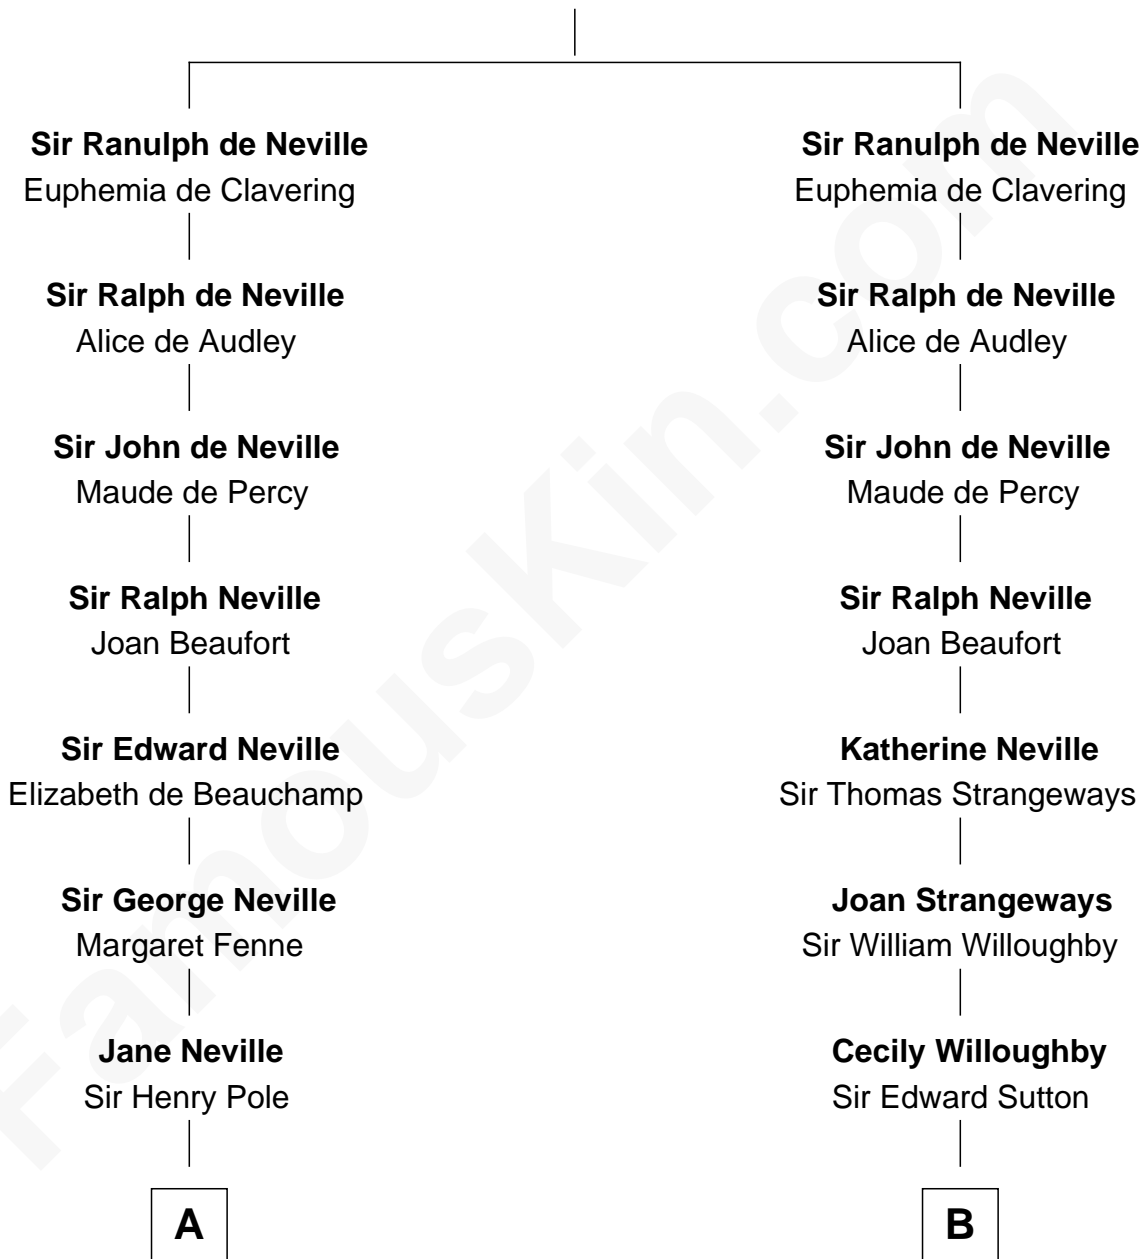 Sir Ranulph de Neville
Euphemia de Clavering
Sir Ralph de Neville
Alice de Audley
Sir John de Neville
Maude de Percy
Sir Ralph Neville
Joan Beaufort
Sir Edward Neville
Elizabeth de Beauchamp
Sir George Neville
Margaret Fenne
Jane Neville
Sir Henry Pole
A
Sir Ranulph de Neville
Euphemia de Clavering
Sir Ralph de Neville
Alice de Audley
Sir John de Neville
Maude de Percy
Sir Ralph Neville
Joan Beaufort
Katherine Neville
Sir Thomas Strangeways
Joan Strangeways
Sir William Willoughby
Cecily Willoughby
Sir Edward Sutton
B
FamousKin.com